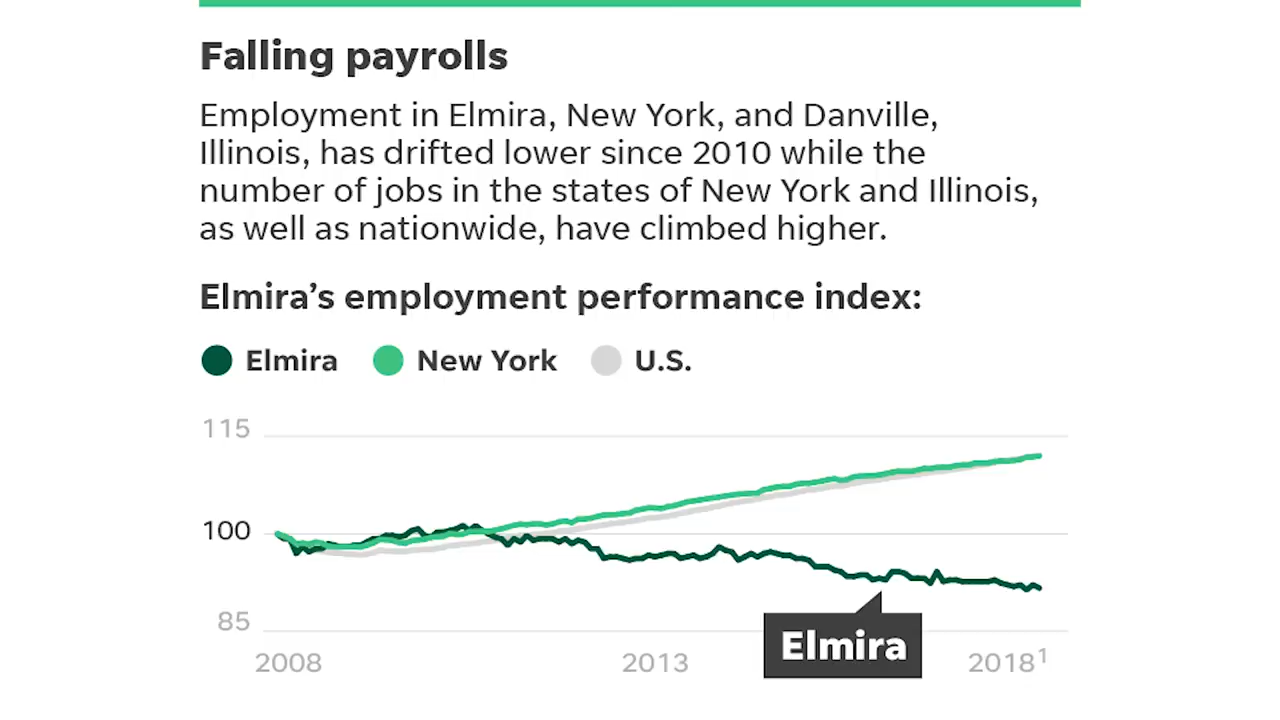 Falling payrolls
Employment in Elmira, New York, and Danville,
Illinois, has drifted lower since 2010 while the
number of jobs in the states of New York and Illinois,
as well as nationwide, have climbed higher.
Elmira’s employment performance index:
Elmira New York U.S.
115
100
85
Elmira
2008 2013 2018¹